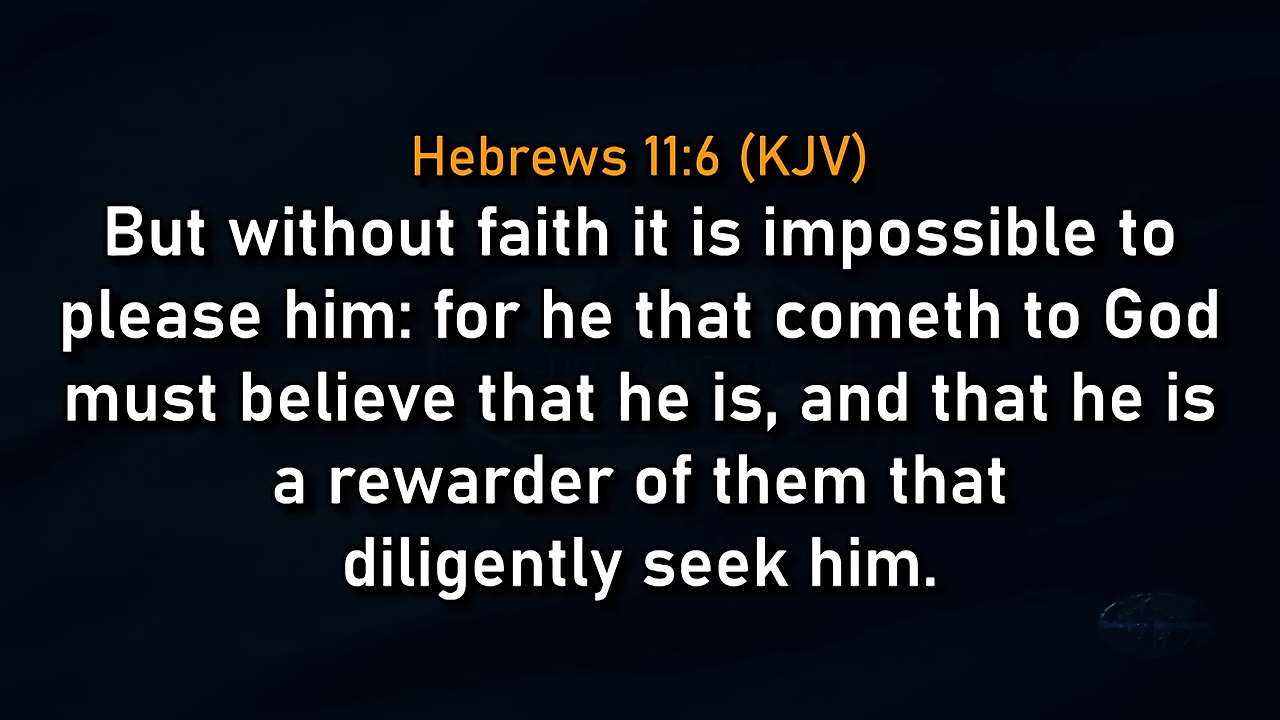 Hebrews 11:6 (KJV)
But without faith it is impossible to
please him: for he that cometh to God
must believe that he is, and that he is
a rewarder of them that
diligently seek him.